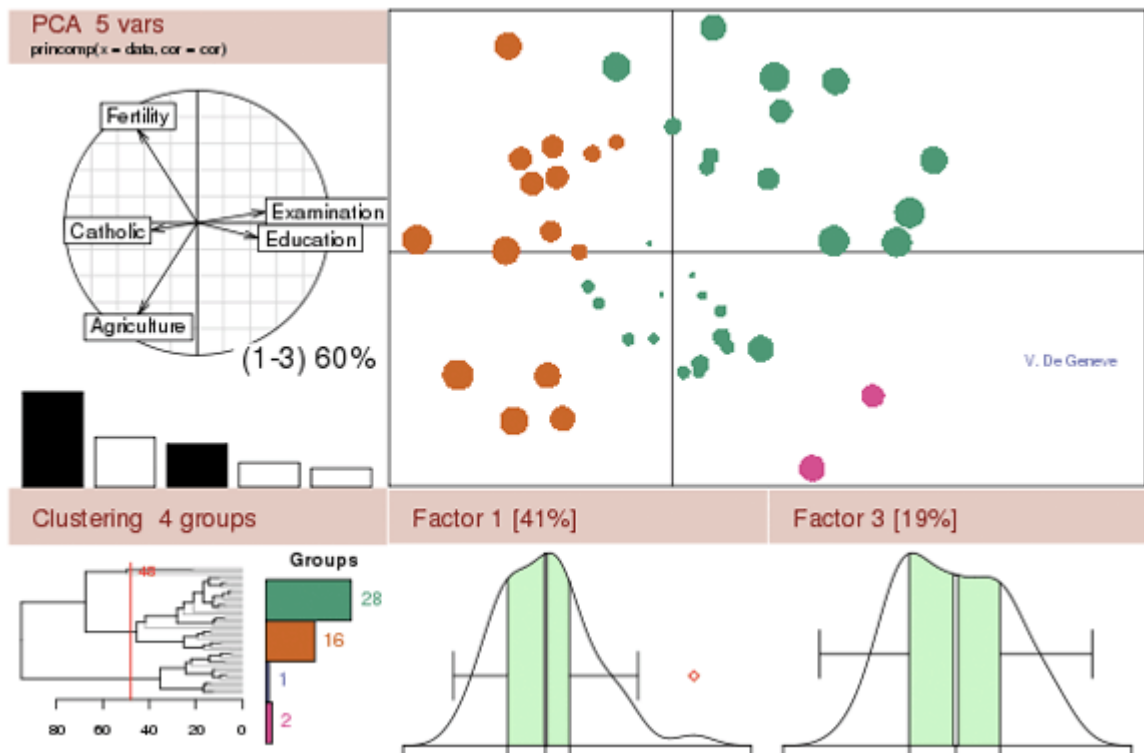 PCA 5 vars
princomp(x = data, cor = cor)
Fertility
Examination
Catholic
Education
Agriculture
(1-3) 60%
V. De Geneve
Clustering 4 groups
Factor 1 [41%]
Factor 3 [19%]
48
Groups
28
16
1
2
80 60 40 20 0